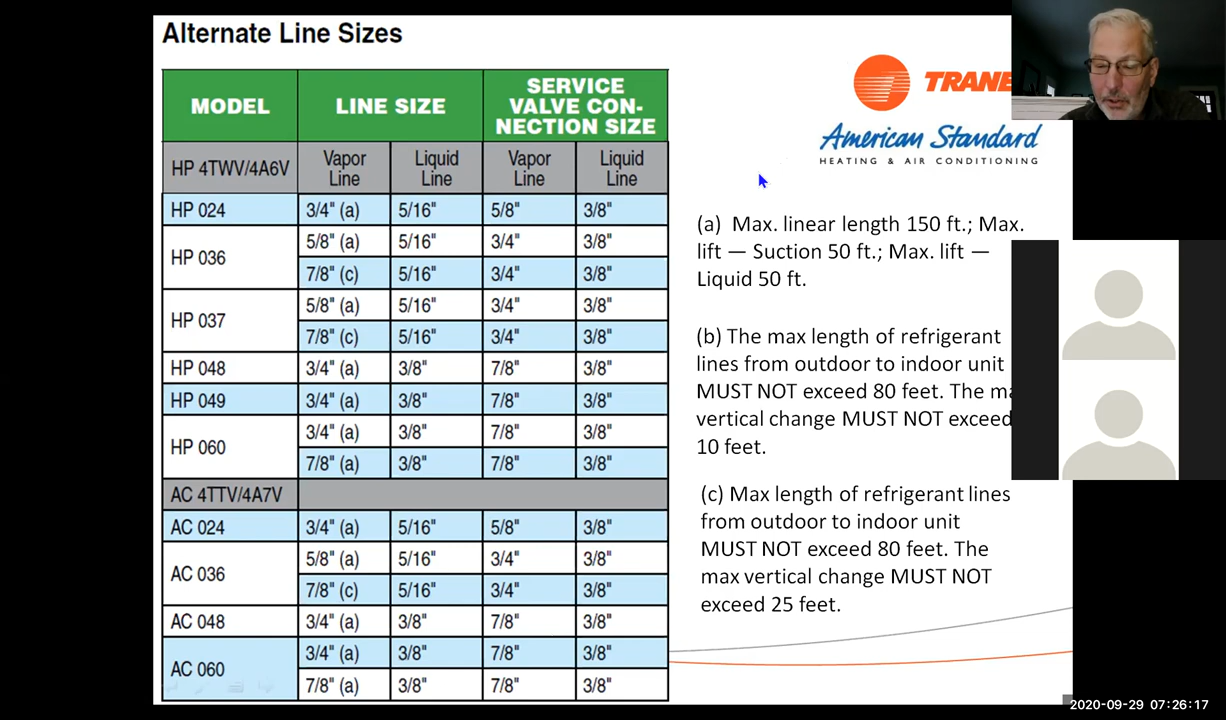 Alternate Line Sizes
MODEL LINE SIZE SERVICE VALVE CON- NECTION SIZE
HP 4TWV/4A6V Vapor Line Liquid Line Vapor Line Liquid Line
HP 024 3/4" (a) 5/16" 5/8" 3/8"
HP 036 5/8" (a) 5/16" 3/4" 3/8"
7/8" (c) 5/16" 3/4" 3/8"
HP 037 5/8" (a) 5/16" 3/4" 3/8"
7/8" (c) 5/16" 3/4" 3/8"
HP 048 3/4" (a) 3/8" 7/8" 3/8"
HP 049 3/4" (a) 3/8" 7/8" 3/8"
HP 060 3/4" (a) 3/8" 7/8" 3/8"
7/8" (a) 3/8" 7/8" 3/8"
AC 4TTV/4A7V
AC 024 3/4" (a) 5/16" 5/8" 3/8"
AC 036 5/8" (a) 5/16" 3/4" 3/8"
7/8" (c) 5/16" 3/4" 3/8"
AC 048 3/4" (a) 3/8" 7/8" 3/8"
AC 060 3/4" (a) 3/8" 7/8" 3/8"
7/8" (a) 3/8" 7/8" 3/8"
TRANE
American Standard
HEATING & AIR CONDITIONING
(a) Max. linear length 150 ft.; Max.
lift — Suction 50 ft.; Max. lift —
Liquid 50 ft.
(b) The max length of refrigerant
lines from outdoor to indoor unit
MUST NOT exceed 80 feet. The
vertical change MUST NOT exceed
10 feet.
(c) Max length of refrigerant lines
from outdoor to indoor unit
MUST NOT exceed 80 feet. The
max vertical change MUST NOT
exceed 25 feet.
2020-09-29 07:26:17